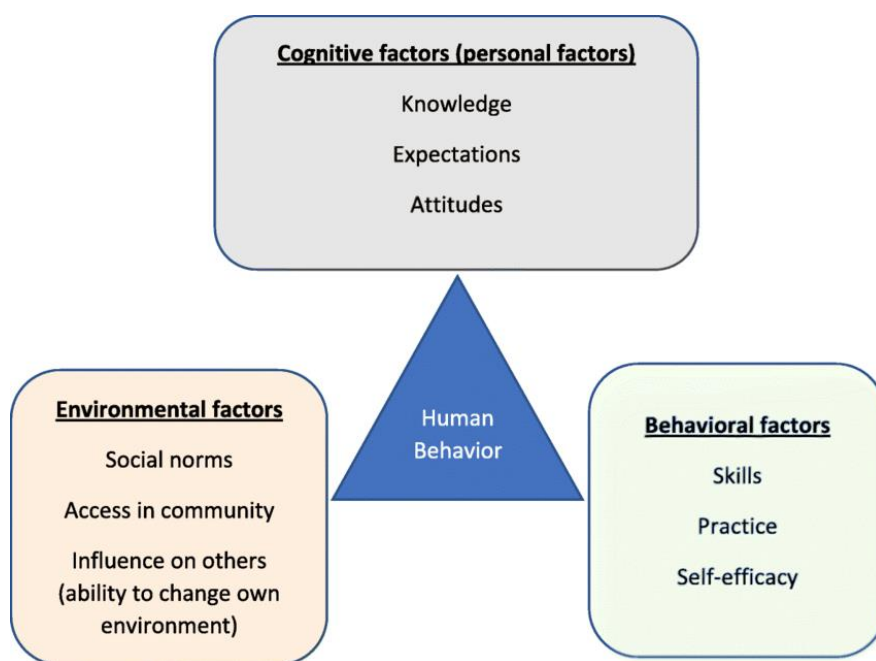 Cognitive factors (personal factors)
Knowledge
Expectations
Attitudes
Human
Behavior
Environmental factors
Social norms
Access in community
Influence on others
(ability to change own
environment)
Behavioral factors
Skills
Practice
Self-efficacy